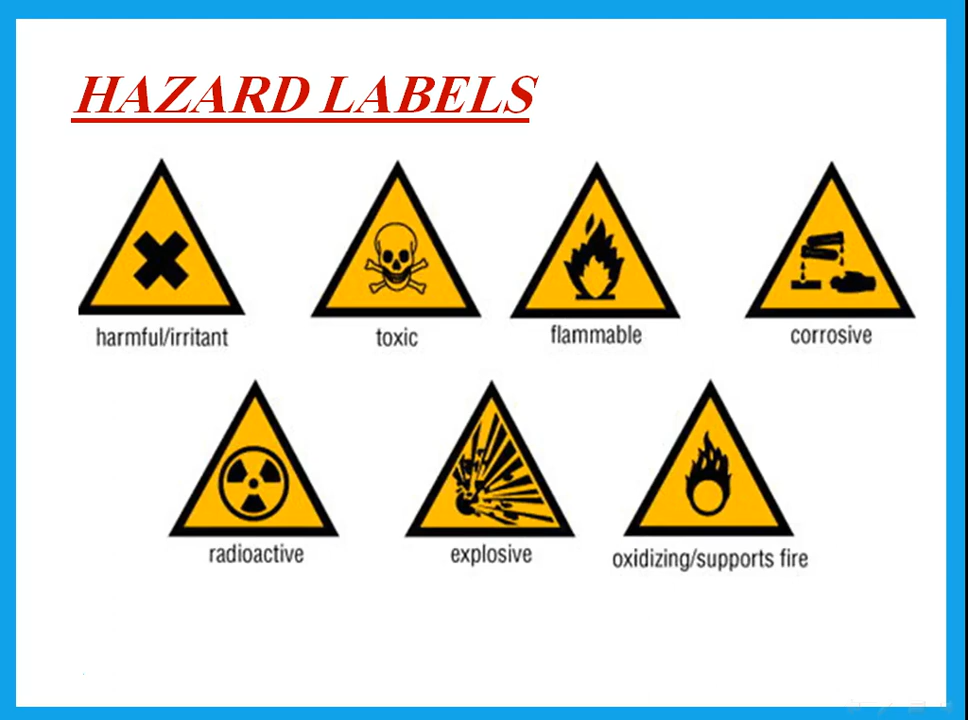 HAZARD LABELS
harmful/irritant
toxic
flammable
corrosive
radioactive
explosive
oxidizing/supports fire